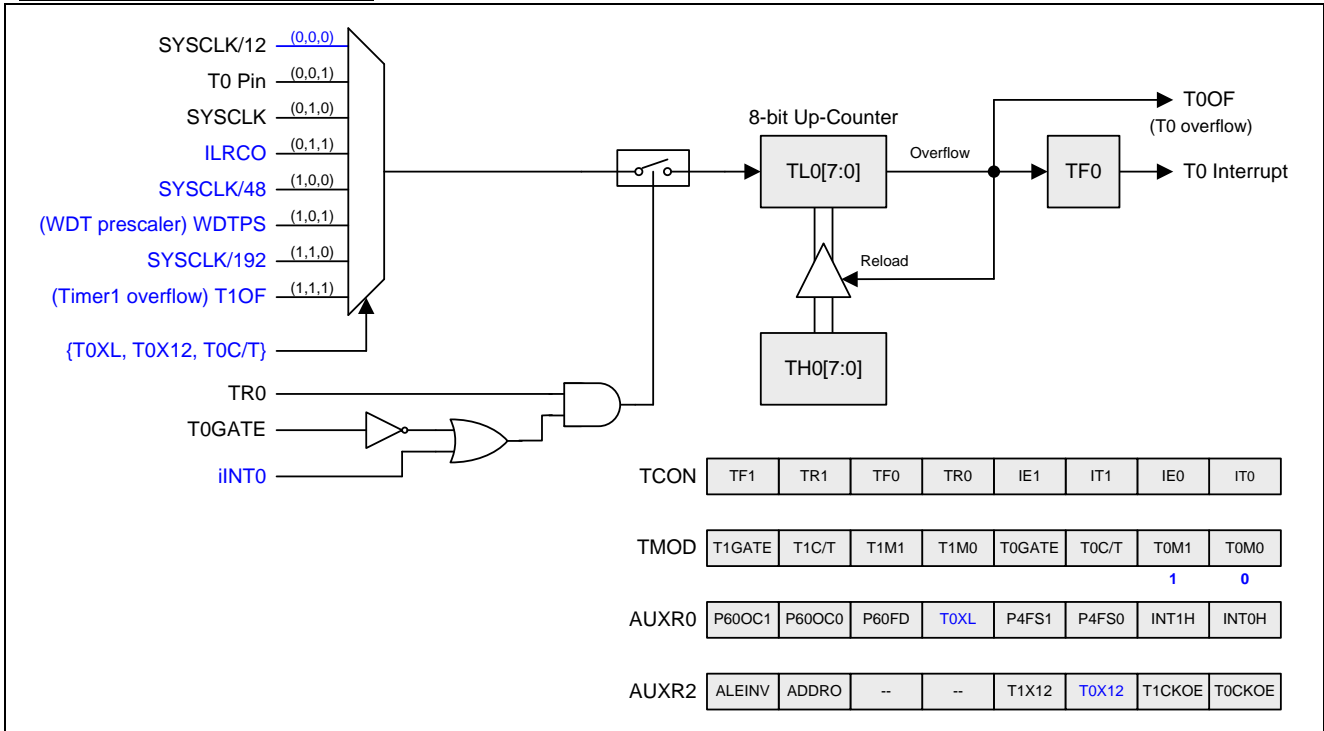 SYSCLK/12 (0,0,0)
T0 Pin (0,0,1)
SYSCLK (0,1,0)
ILRCO (0,1,1)
SYSCLK/48 (1,0,0)
(WDT prescaler) WDTPS (1,0,1)
SYSCLK/192 (1,1,0)
(Timer1 overflow) T1OF (1,1,1)
{T0XL, T0X12, T0C/T}
TR0
T0GATE
iINT0
8-bit Up-Counter
TL0[7:0]
Overflow
TF0
T0OF
(T0 overflow)
T0 Interrupt
Reload
TH0[7:0]
TCON TF1 TR1 TF0 TR0 IE1 IT1 IE0 IT0
TMOD T1GATE T1C/T T1M1 T1M0 T0GATE T0C/T T0M1 T0M0
1 0
AUXR0 P60OC1 P60OC0 P60FD T0XL P4FS1 P4FS0 INT1H INT0H
AUXR2 ALEINV ADDRO -- -- T1X12 T0X12 T1CKOE T0CKOE